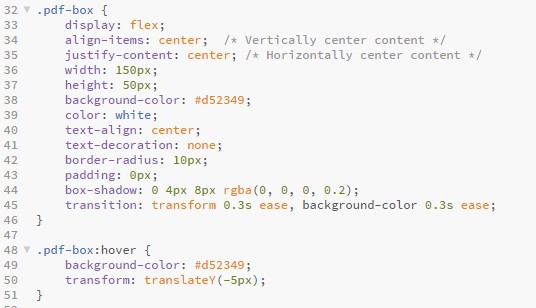 32 .pdf-box {
33     display: flex;
34     align-items: center;  /* Vertically center content */
35     justify-content: center; /* Horizontally center content */
36     width: 150px;
37     height: 50px;
38     background-color: #d52349;
39     color: white;
40     text-align: center;
41     text-decoration: none;
42     border-radius: 10px;
43     padding: 0px;
44     box-shadow: 0 4px 8px rgba(0, 0, 0, 0.2);
45     transition: transform 0.3s ease, background-color 0.3s ease;
46 }
47
48 .pdf-box:hover {
49     background-color: #d52349;
50     transform: translateY(-5px);
51 }